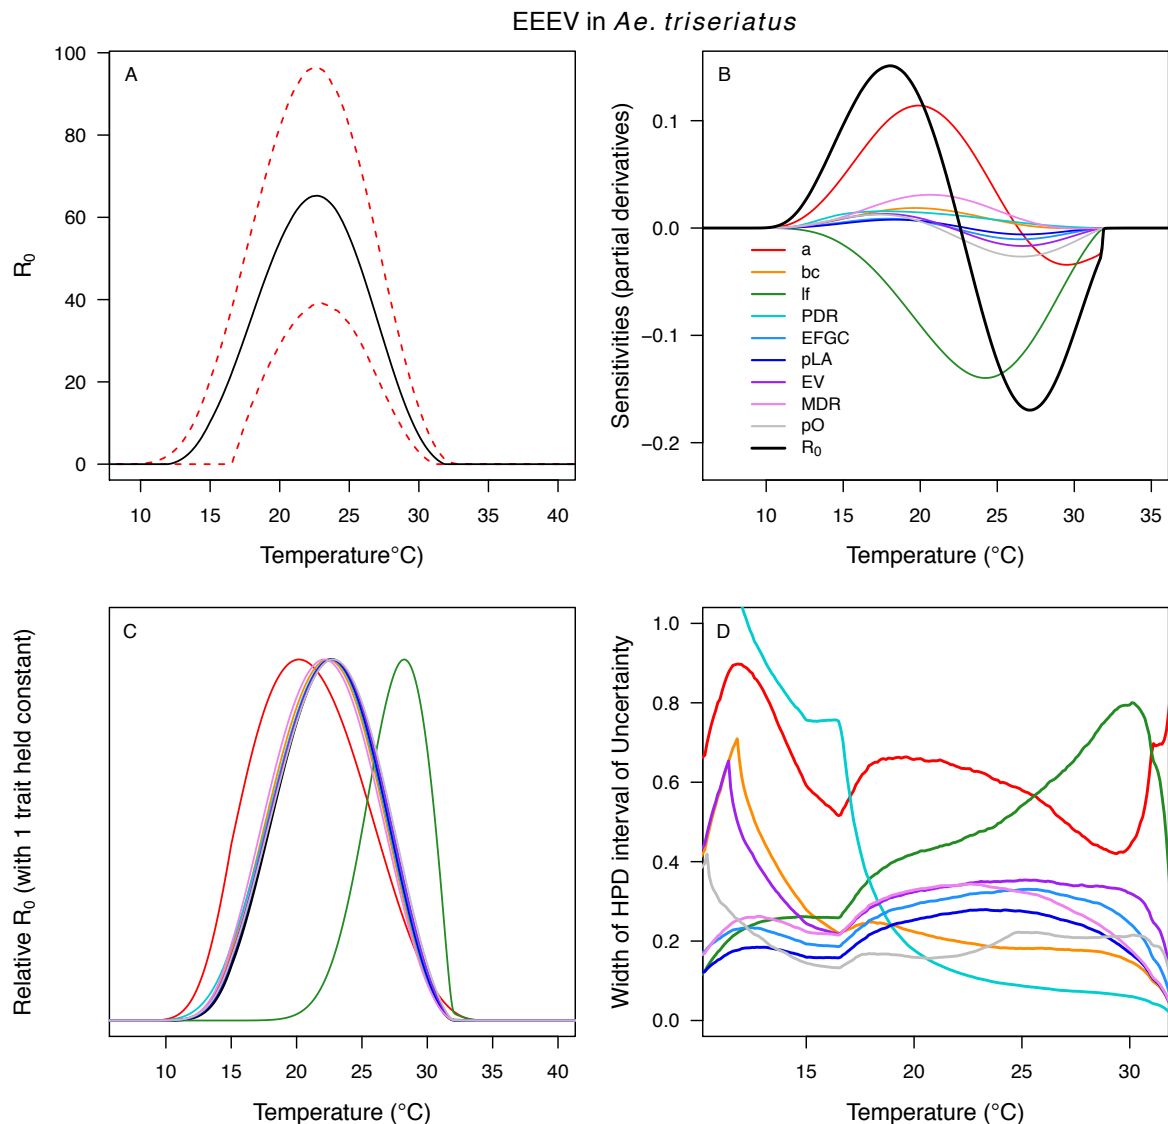 EEEV in Ae. triseriatus
A
R0
100
80
60
40
20
0
10 15 20 25 30 35 40
Temperature°C)
B
Sensitivities (partial derivatives)
0.1
0.0
−0.1
−0.2
a
bc
lf
PDR
EFGC
pLA
EV
MDR
pO
R0
10 15 20 25 30 35
Temperature (°C)
C
Relative R0 (with 1 trait held constant)
10 15 20 25 30 35 40
Temperature (°C)
D
Width of HPD interval of Uncertainty
1.0
0.8
0.6
0.4
0.2
0.0
15 20 25 30
Temperature (°C)